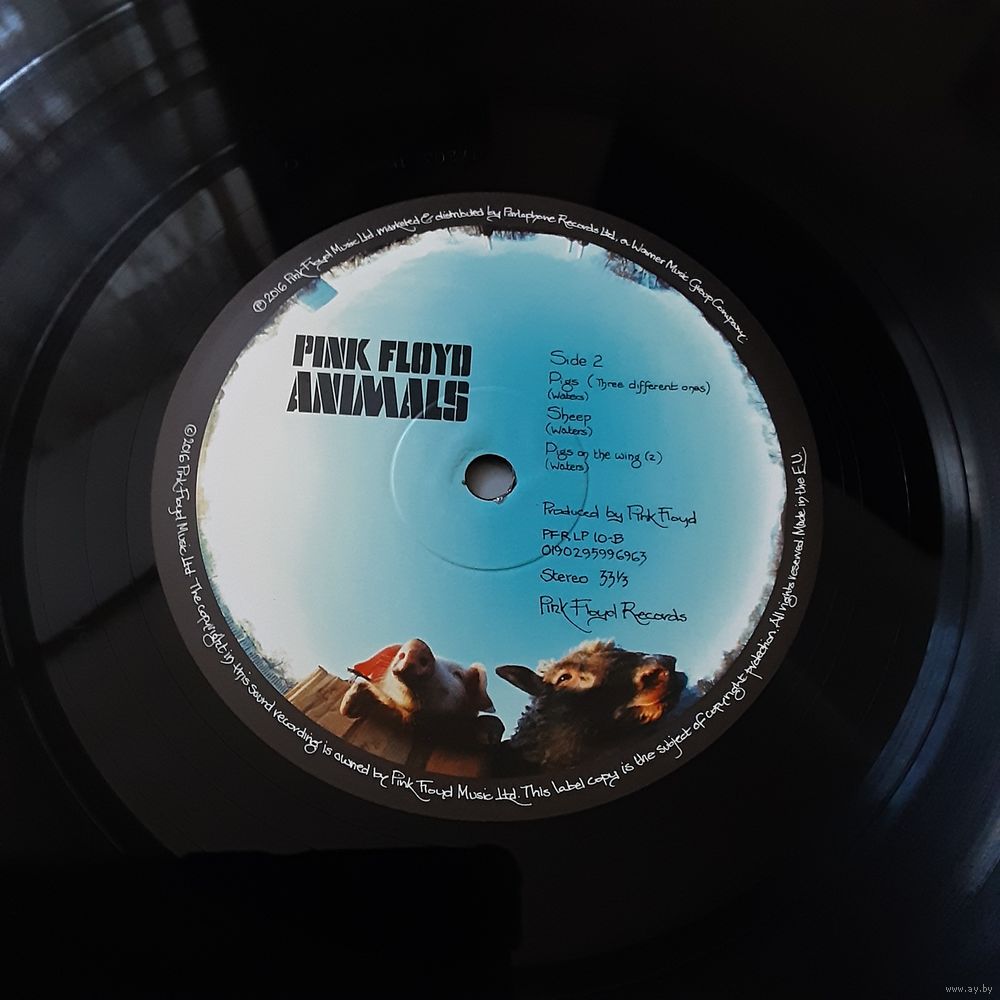 ℗ 2016 Pink Floyd Music Ltd, marketed & distributed by Parlophone Records Ltd, a Warner Music Group Company.
PINK FLOYD
ANIMALS
Side 2
Pigs (Three different ones)
(Waters)
Sheep
(Waters)
Pigs on the wing (2)
(Waters)
Produced by Pink Floyd
PFRLP 10-B
0190295996963
Stereo 33⅓
Pink Floyd Records
© 2016 Pink Floyd Music Ltd. The copyright in this sound recording is owned by Pink Floyd Music Ltd. This label copy is the subject of copyright protection. All rights reserved. Made in the E.U.
www.ay.by